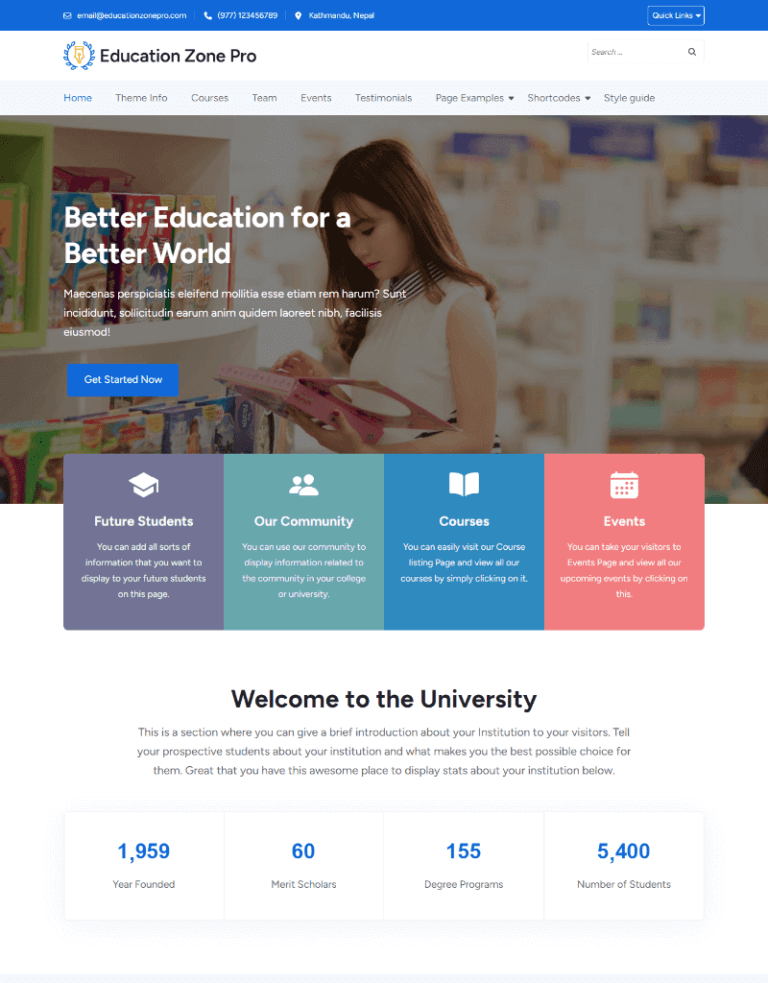 email@educationzonepro.com (977) 123456789 Kathmandu, Nepal Quick Links
Education Zone Pro
Search ...
Home Theme Info Courses Team Events Testimonials Page Examples Shortcodes Style guide
Better Education for a
Better World
Maecenas perspiciatis eleifend mollitia esse etiam rem harum? Sunt
incididunt, soliicitudin earum anim quidem laoreet nibh, facilisis
eiusmod!
Get Started Now
Future Students
You can add all sorts of
information that you want to
display to your future students
on this page.
Our Community
You can use our community to
display information related to
the community in your college
or university.
Courses
You can easily visit our Course
listing Page and view all our
courses by simply clicking on it.
Events
You can take your visitors to
Events Page and view all our
upcoming events by clicking on
this.
Welcome to the University
This is a section where you can give a brief introduction about your Institution to your visitors. Tell
your prospective students about your institution and what makes you the best possible choice for
them. Great that you have this awesome place to display stats about your institution below.
1,959
Year Founded
60
Merit Scholars
155
Degree Programs
5,400
Number of Students